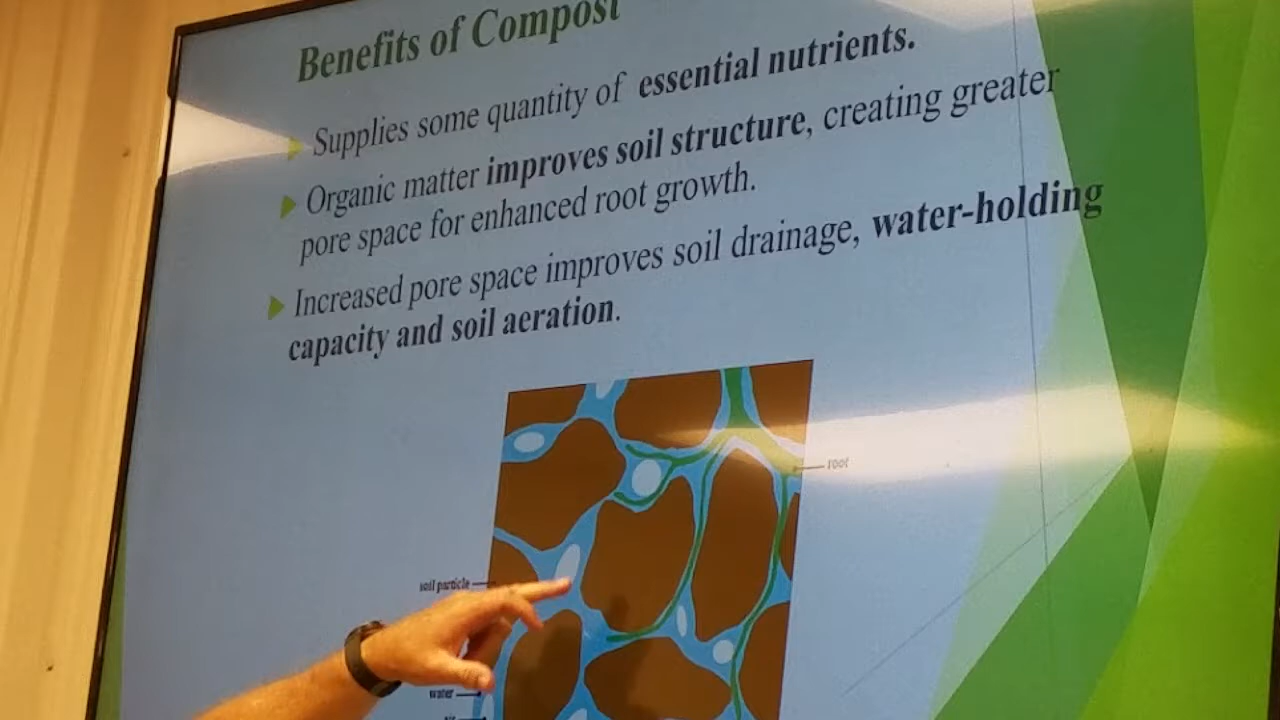 Benefits of Compost
Supplies some quantity of essential nutrients.
Organic matter improves soil structure, creating greater
pore space for enhanced root growth.
Increased pore space improves soil drainage, water-holding
capacity and soil aeration.
root
soil particle
water